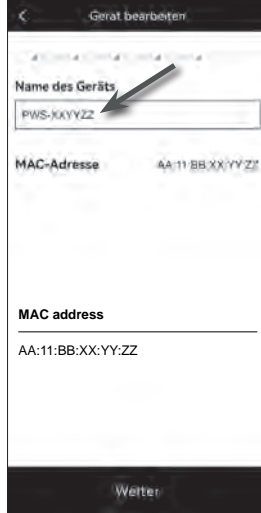 Gerät bearbeiten
Name des Geräts
PWS-XXYYZZ
MAC-Adresse AA:11:BB:XX:YY:ZZ
MAC address
AA:11:BB:XX:YY:ZZ
Weiter